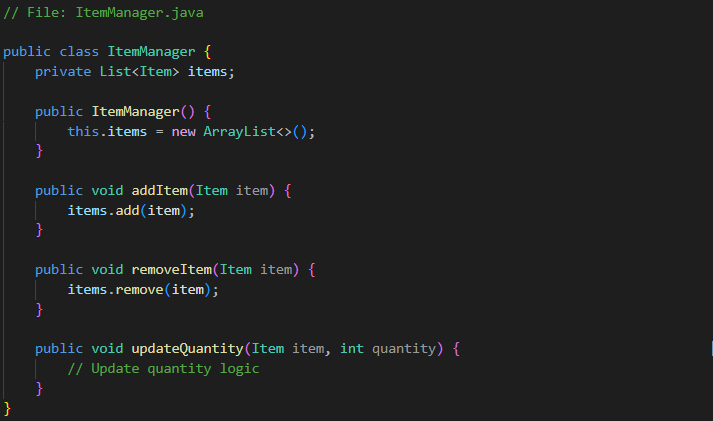 // File: ItemManager.java
public class ItemManager {
    private List<Item> items;
    public ItemManager() {
        this.items = new ArrayList<>();
    }
    public void addItem(Item item) {
        items.add(item);
    }
    public void removeItem(Item item) {
        items.remove(item);
    }
    public void updateQuantity(Item item, int quantity) {
        // Update quantity logic
    }
}